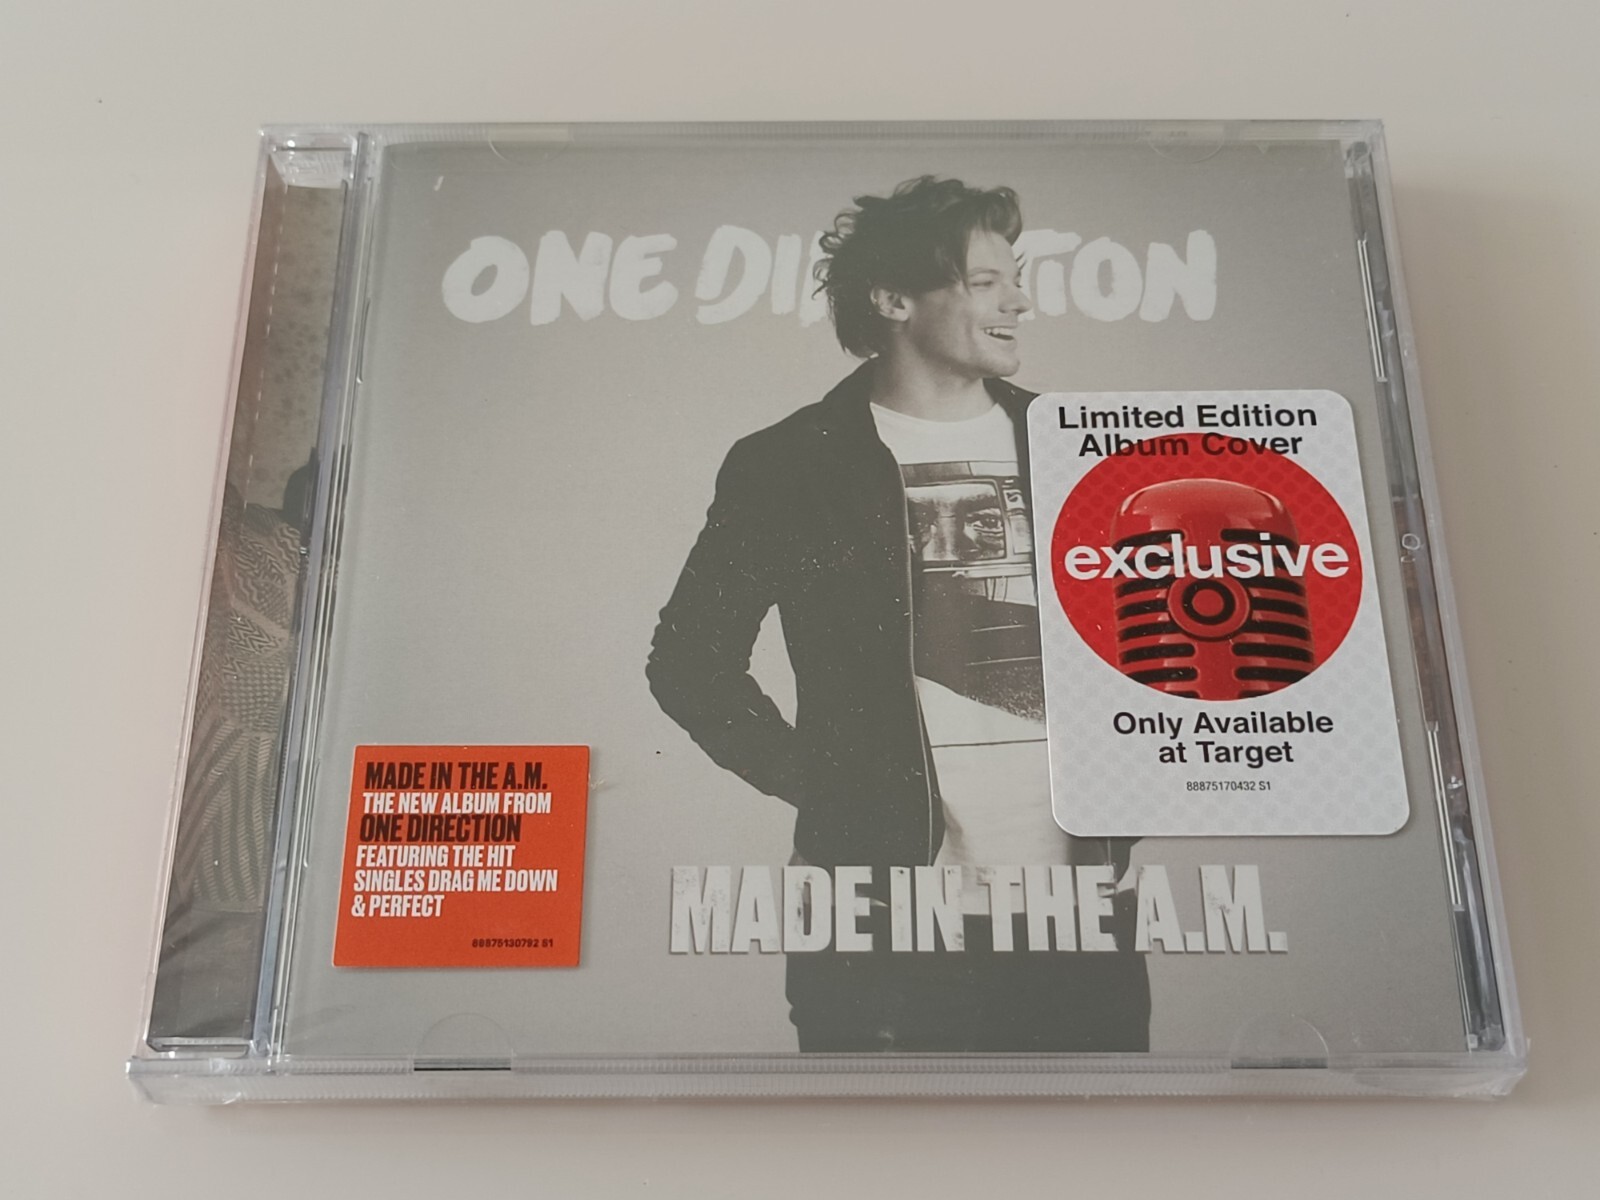 ONE DIRECTION
Limited Edition
Album Cover
exclusive
Only Available
at Target
88875170432 S1
MADE IN THE A.M.
THE NEW ALBUM FROM
ONE DIRECTION
FEATURING THE HIT
SINGLES DRAG ME DOWN
& PERFECT
88875130792 S1
MADE IN THE A.M.